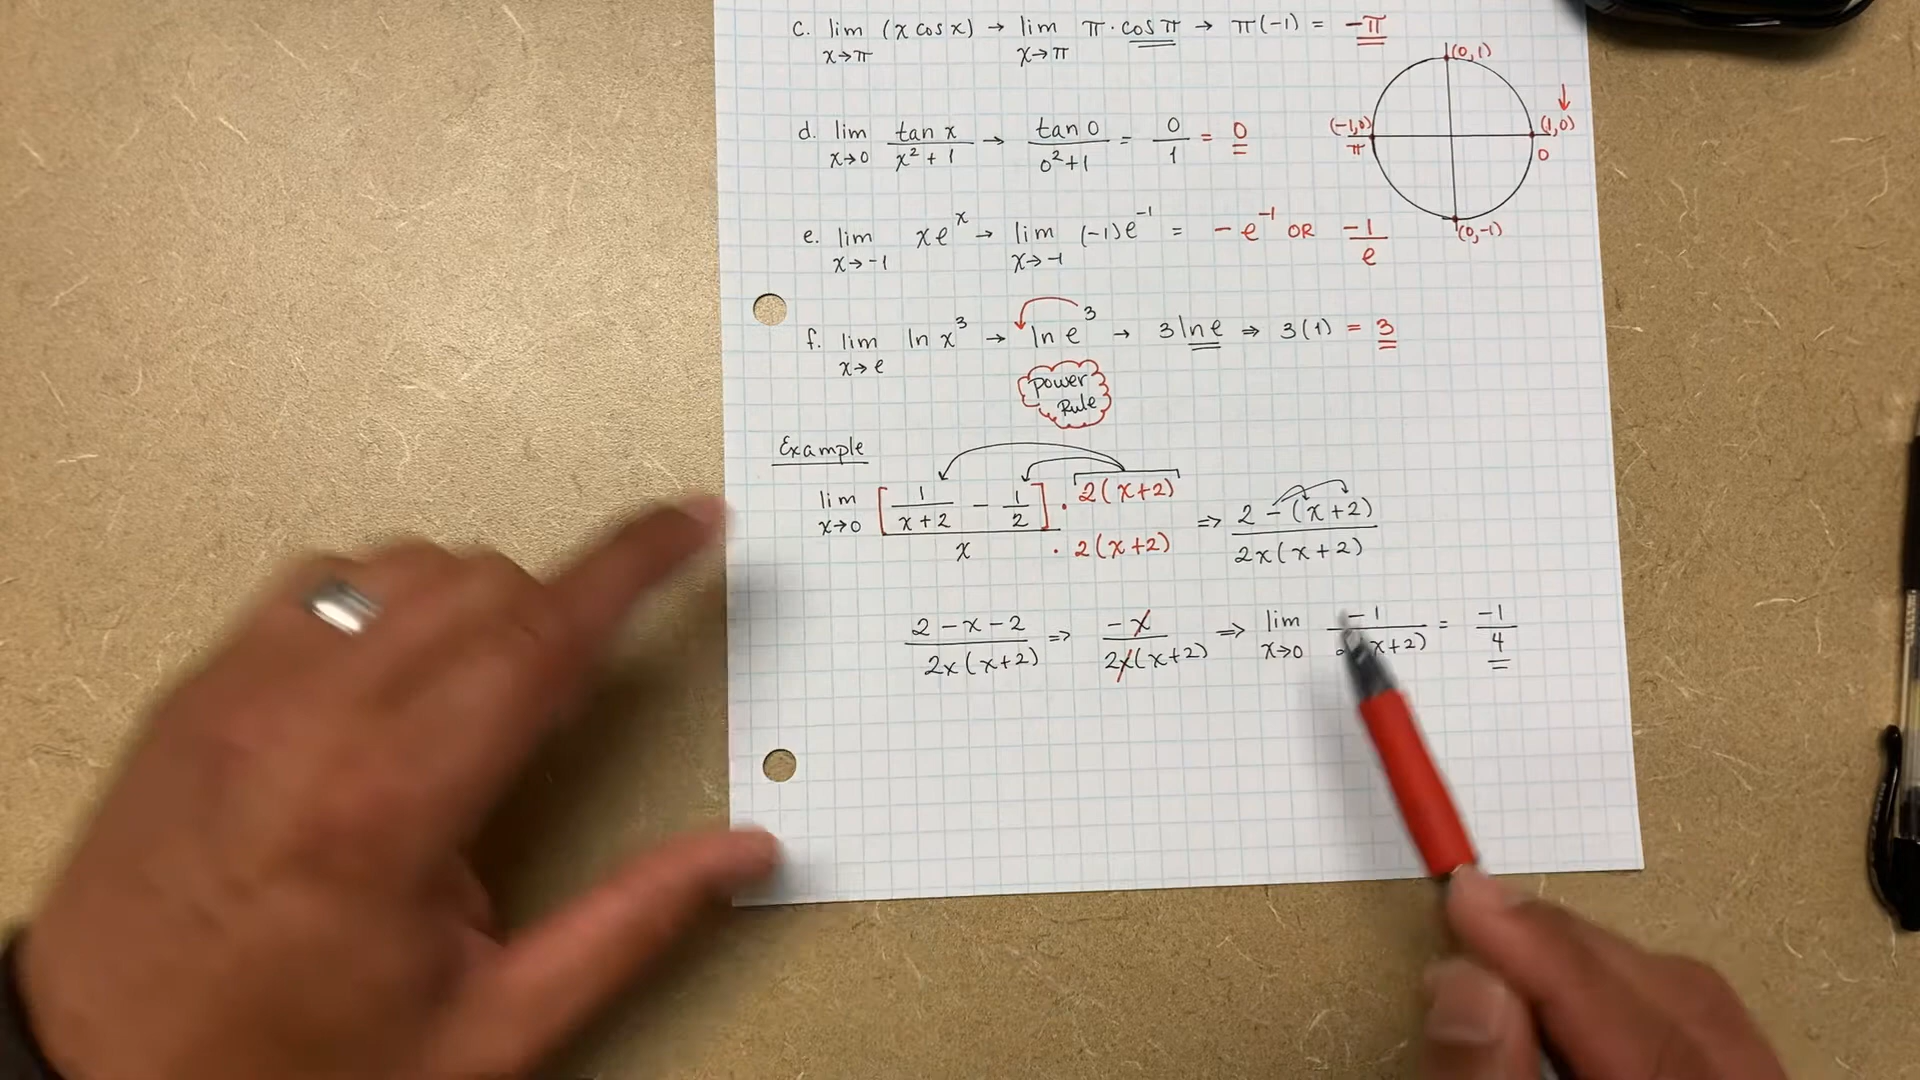 c. lim (x cos x) → lim π · cos π → π(-1) = -π
x→π x→π
(0,1)
(-1,0) (1,0)
π 0
(0,-1)
d. lim tan x → tan 0 = 0 = 0
x→0 x² + 1 0²+1 1
e. lim xeˣ → lim (-1)e⁻¹ = -e⁻¹ OR -1
x→-1 x→-1 e
f. lim ln x³ → ln e³ → 3 ln e ⇒ 3(1) = 3
x→e
Power
Rule
Example
lim [ 1 - 1 ] · 2(x+2) ⇒ 2 - (x+2)
x→0 x+2 2 2x(x+2)
x · 2(x+2)
2 - x - 2 ⇒ -x ⇒ lim -1 = -1
2x(x+2) 2x(x+2) x→0 x+2) 4